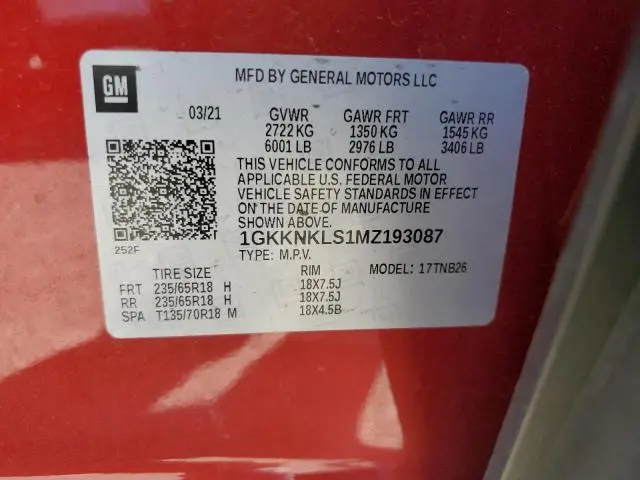 GM
MFD BY GENERAL MOTORS LLC
03/21 GVWR GAWR FRT GAWR RR
2722 KG 1350 KG 1545 KG
6001 LB 2976 LB 3406 LB
THIS VEHICLE CONFORMS TO ALL
APPLICABLE U.S. FEDERAL MOTOR
VEHICLE SAFETY STANDARDS IN EFFECT
ON THE DATE OF MANUFACTURE
SHOWN ABOVE.
252F 1GKKNKLS1MZ193087
TYPE: M.P.V. MODEL: 17TNB26
TIRE SIZE RIM
FRT 235/65R18 H 18X7.5J
RR 235/65R18 H 18X7.5J
SPA T135/70R18 M 18X4.5B